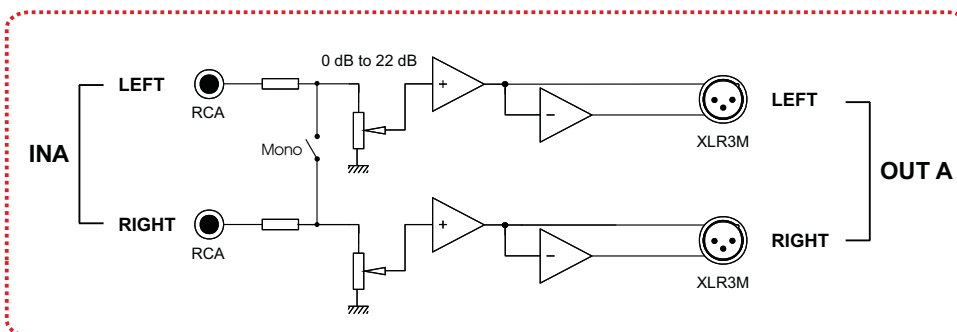 0 dB to 22 dB
LEFT
RCA
+
−
XLR3M
LEFT
INA
Mono
OUT A
RIGHT
RCA
+
−
XLR3M
RIGHT